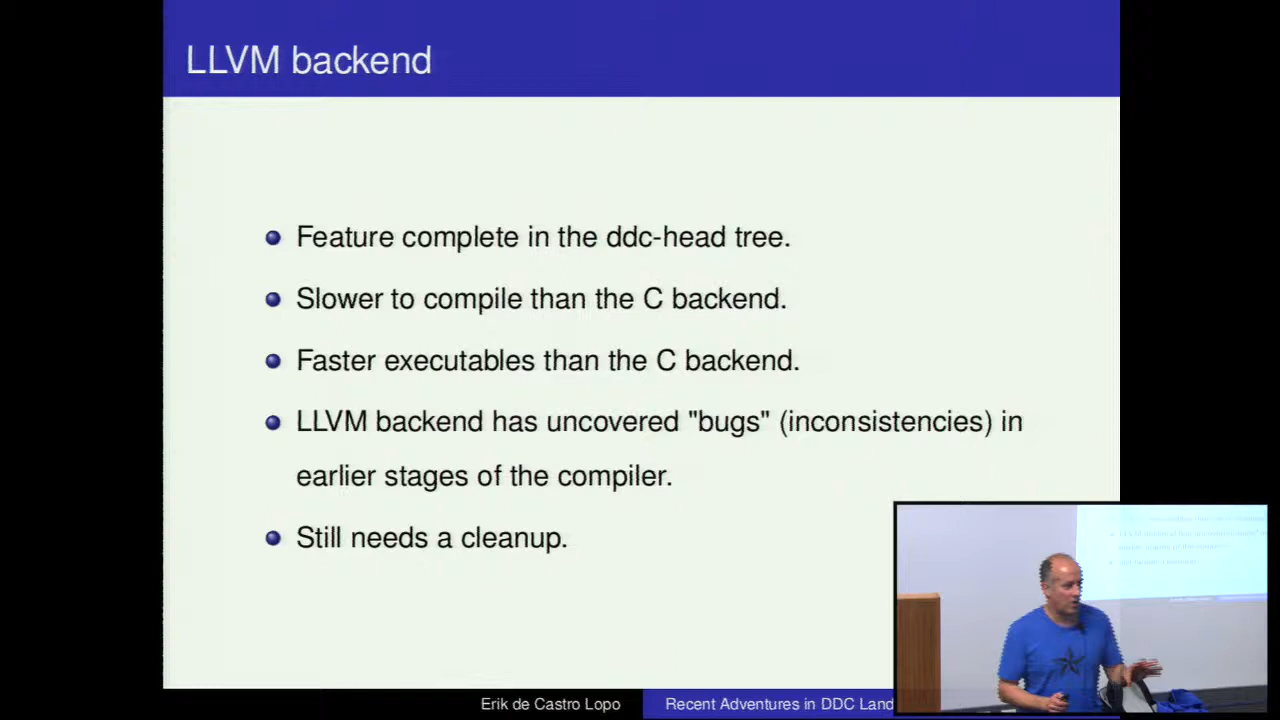 LLVM backend
Feature complete in the ddc-head tree.
Slower to compile than the C backend.
Faster executables than the C backend.
LLVM backend has uncovered "bugs" (inconsistencies) in
earlier stages of the compiler.
Still needs a cleanup.
Erik de Castro Lopo
Recent Adventures in DDC Land